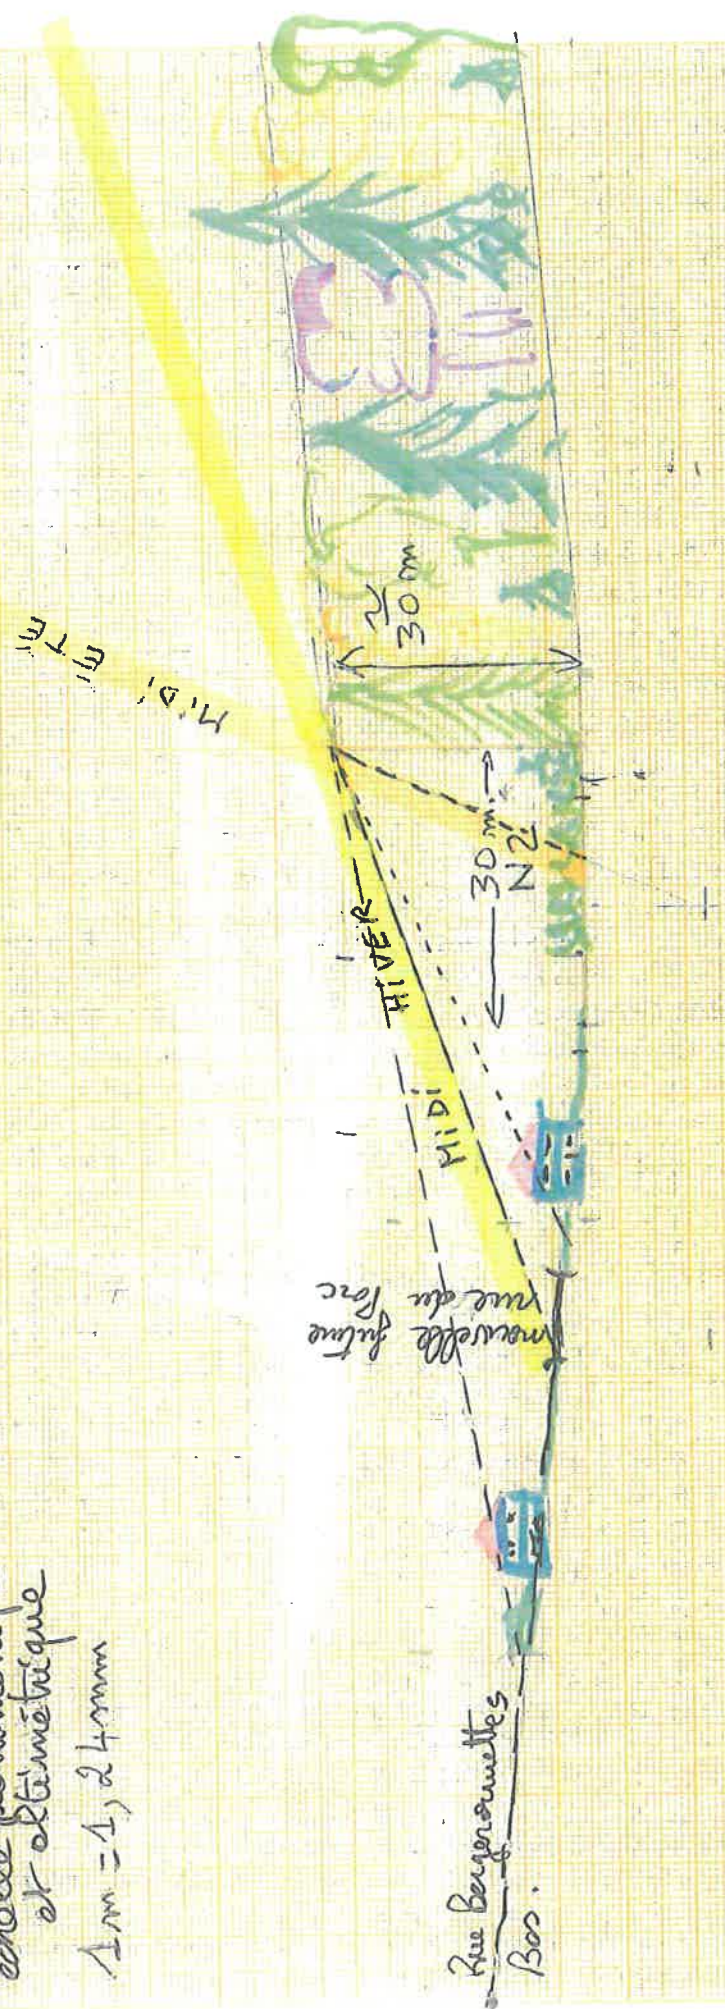 et altimétrique
1m = 1,24mm
Rue Bergeronnettes
Bas.
nouvelle future
rue du Parc
MiDi
HIVER
30 m
N2
~
30 m
MiDi ETE